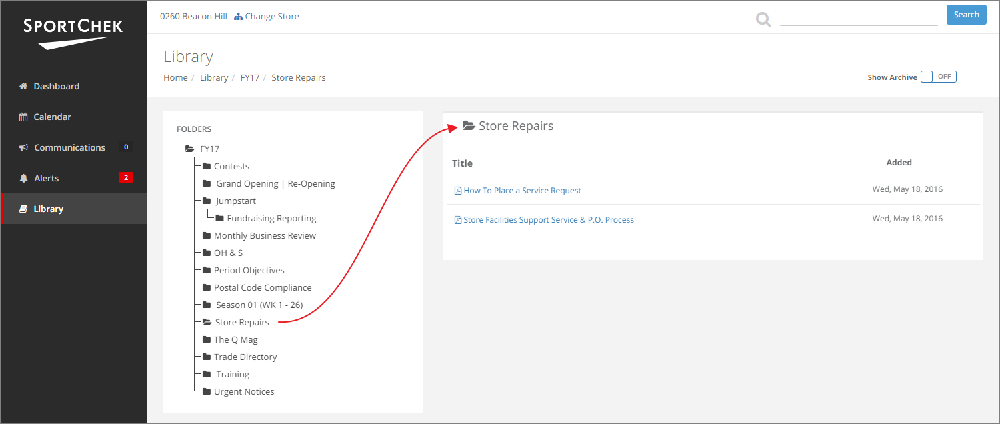 SPORTCHEK
Dashboard
Calendar
Communications 0
Alerts 2
Library
0260 Beacon Hill Change Store
Search
Library
Home / Library / FY17 / Store Repairs
Show Archive OFF
FOLDERS
FY17
Contests
Grand Opening | Re-Opening
Jumpstart
Fundraising Reporting
Monthly Business Review
OH & S
Period Objectives
Postal Code Compliance
Season 01 (WK 1 - 26)
Store Repairs
The Q Mag
Trade Directory
Training
Urgent Notices
Store Repairs
Title Added
How To Place a Service Request Wed, May 18, 2016
Store Facilities Support Service & P.O. Process Wed, May 18, 2016